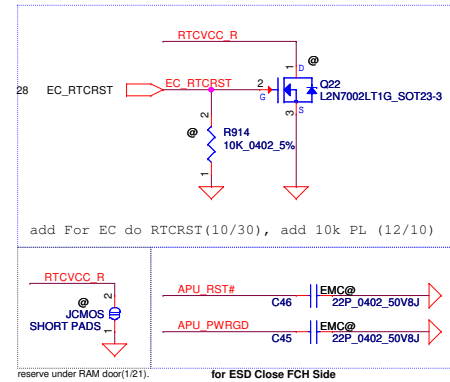 RTCVCC_R
1 D @
28 EC_RTCRST EC_RTCRST 2 G Q22
L2N7002LT1G_SOT23-3
3 S
2
@ R914
10K_0402_5%
1
add For EC do RTCRST(10/30), add 10k PL (12/10)
RTCVCC_R
@ 2
JCMOS
SHORT PADS 1
reserve under RAM door(1/21).
APU_RST# EMC@
C46 22P_0402_50V8J
APU_PWRGD EMC@
C45 22P_0402_50V8J
for ESD Close FCH Side